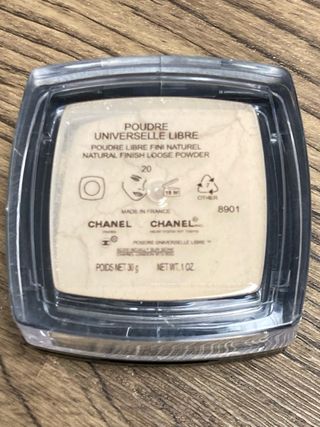 POUDRE
UNIVERSELLE LIBRE
POUDRE LIBRE FINI NATUREL
NATURAL FINISH LOOSE POWDER
20
7
OTHER
MADE IN FRANCE
8901
CHANEL CHANEL
POUDRE UNIVERSELLE LIBRE
POIDS NET 30 g NET WT. 1 OZ.